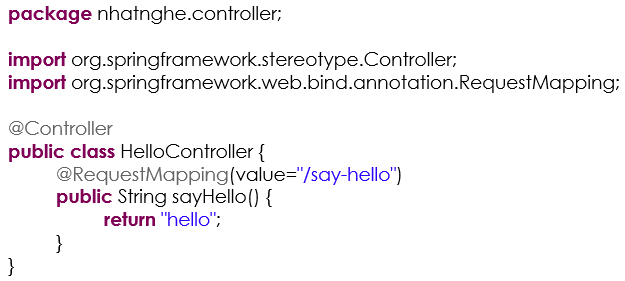 package nhatnghe.controller;
import org.springframework.stereotype.Controller;
import org.springframework.web.bind.annotation.RequestMapping;
@Controller
public class HelloController {
@RequestMapping(value="/say-hello")
public String sayHello() {
return "hello";
}
}